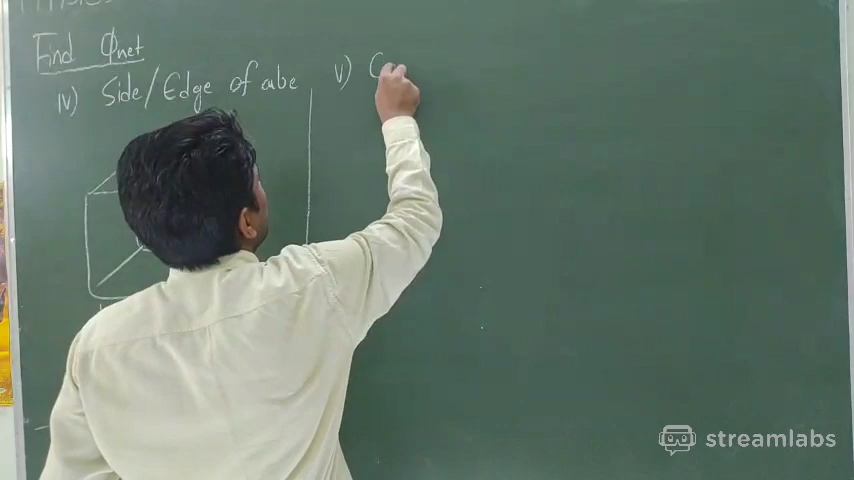 Find Φnet
iv) Side/Edge of cube
v) C
streamlabs